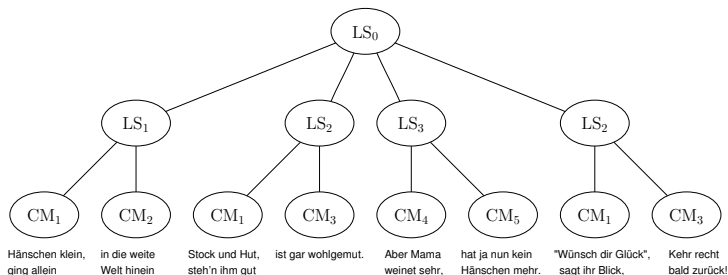 LS₀
LS₁ LS₂ LS₃ LS₂
CM₁ CM₂ CM₁ CM₃ CM₄ CM₅ CM₁ CM₃
Hänschen klein, in die weite Stock und Hut, ist gar wohlgemut. Aber Mama hat ja nun kein "Wünsch dir Glück", Kehr recht
ging allein Welt hinein steh'n ihm gut weinet sehr, Hänschen mehr. sagt ihr Blick, bald zurück!